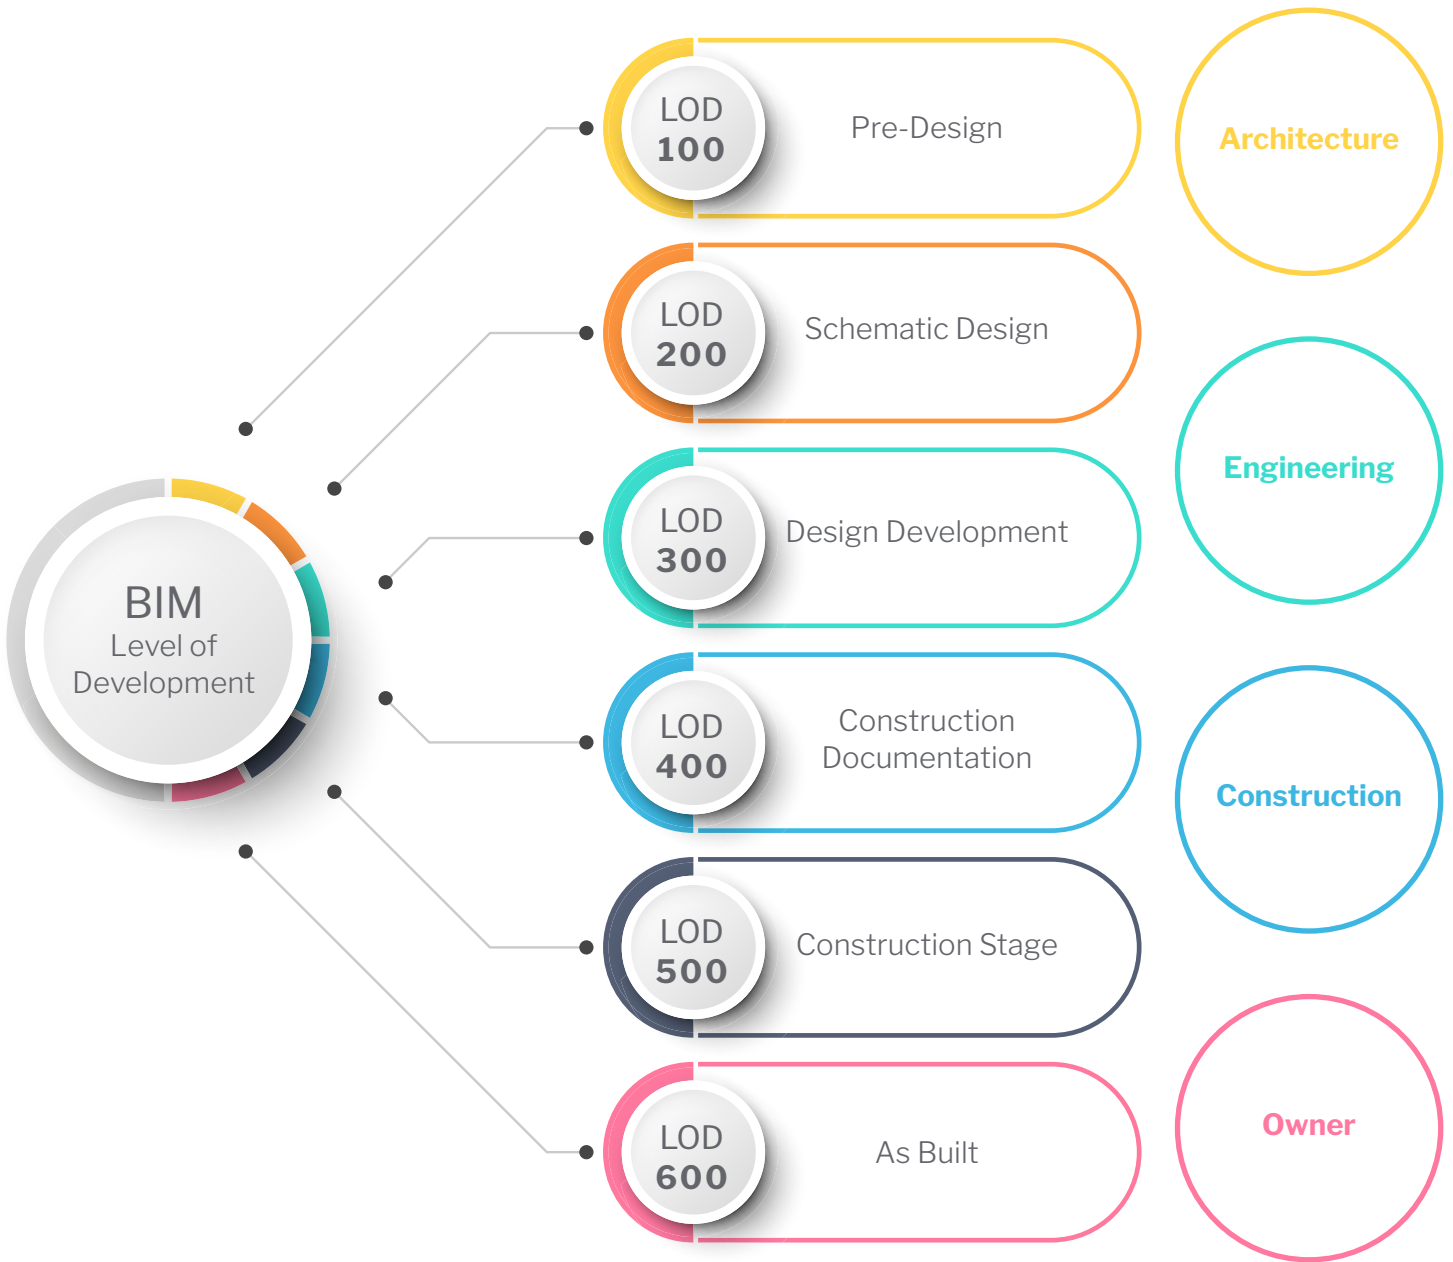 BIM
Level of
Development
LOD
100
Pre-Design
LOD
200
Schematic Design
LOD
300
Design Development
LOD
400
Construction
Documentation
LOD
500
Construction Stage
LOD
600
As Built
Architecture
Engineering
Construction
Owner